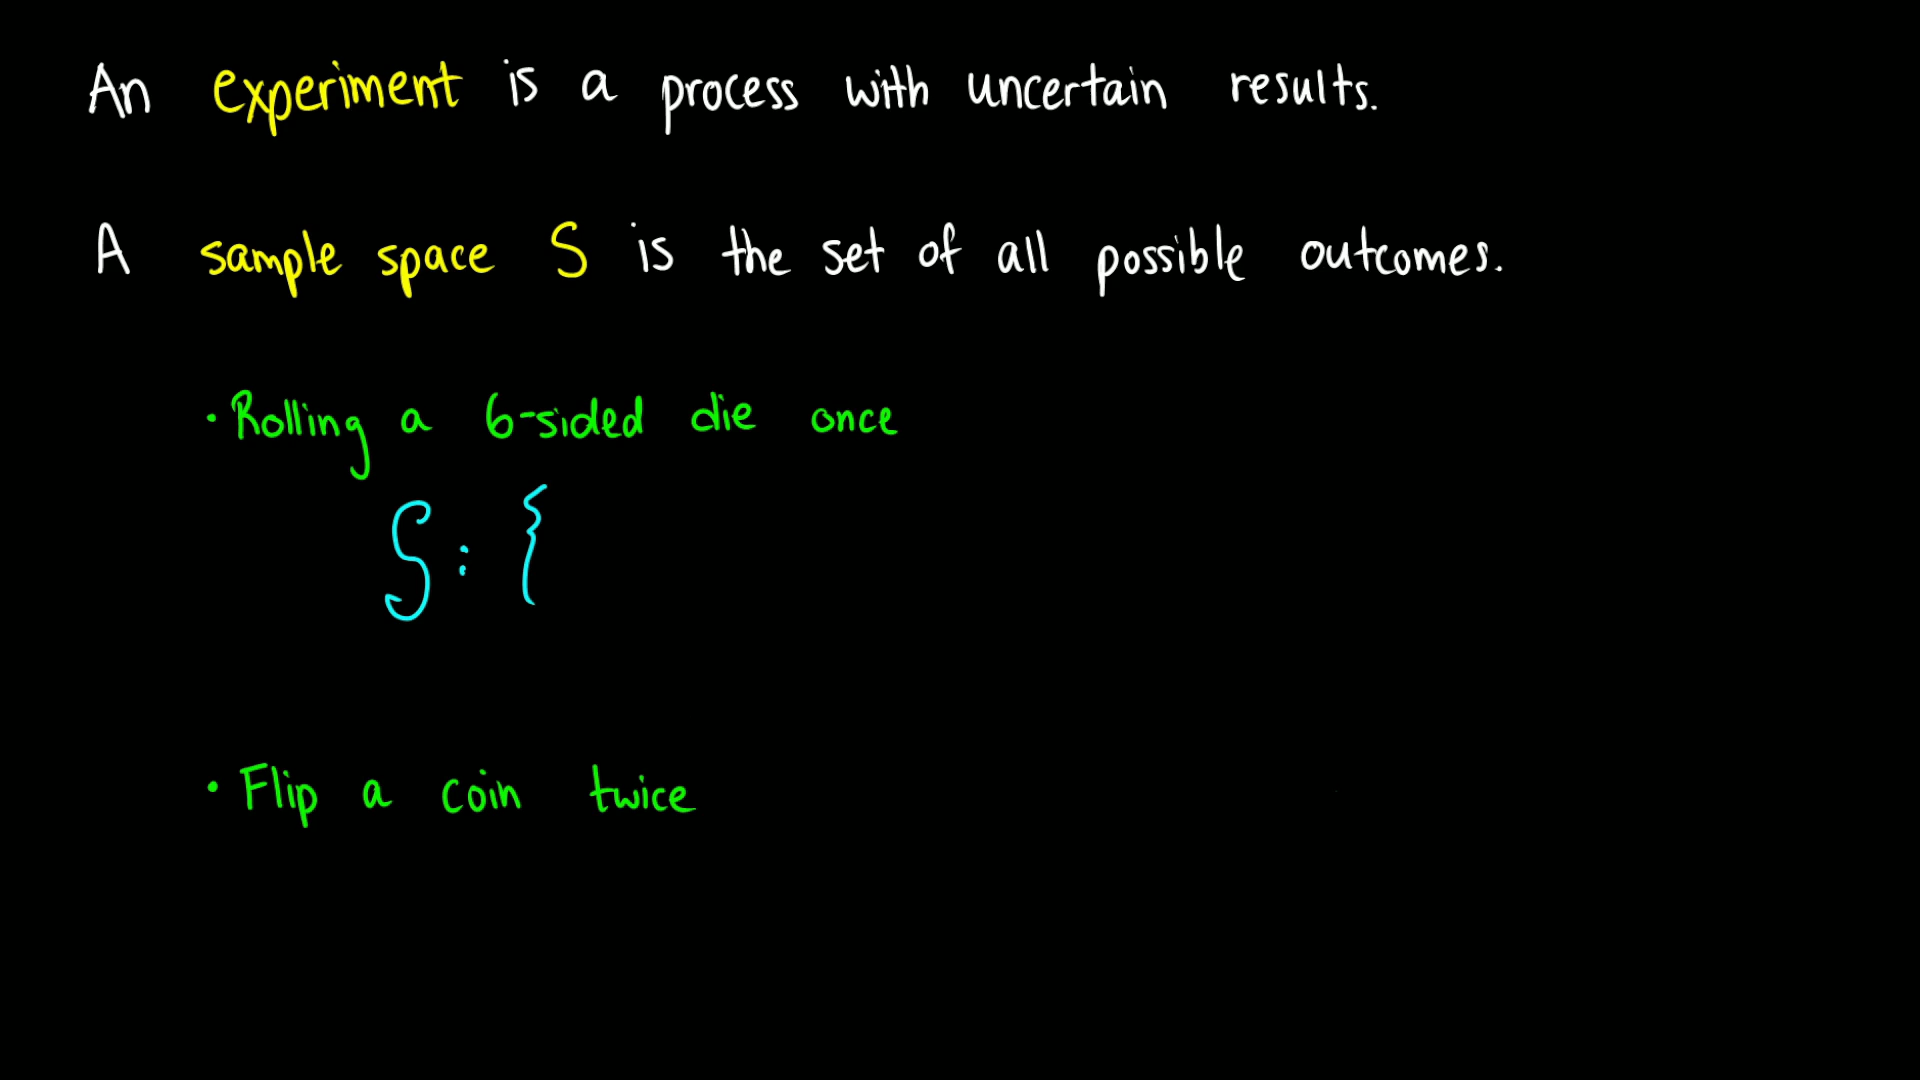 An experiment is a process with uncertain results.
A sample space S is the set of all possible outcomes.
• Rolling a 6-sided die once
S: {
• Flip a coin twice